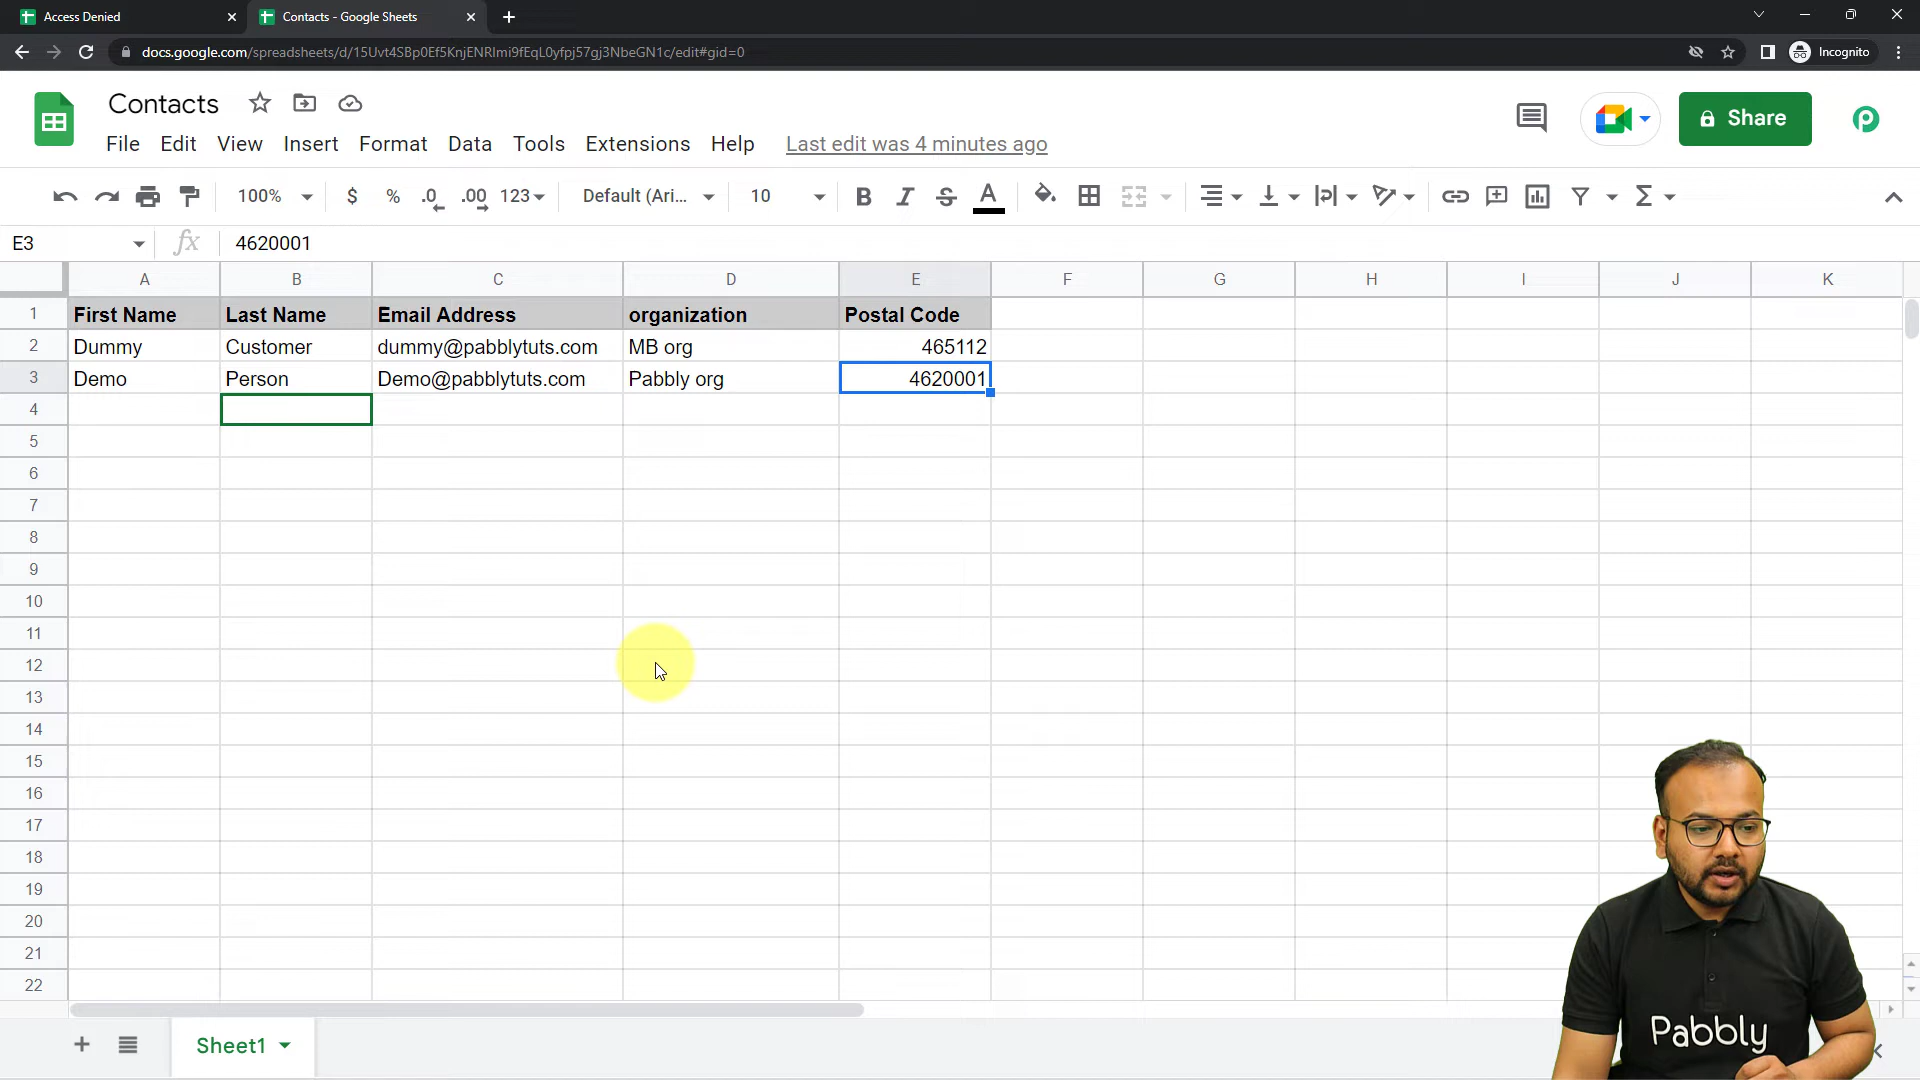 Access Denied
Contacts - Google Sheets
docs.google.com/spreadsheets/d/15Uvt4SBp0Ef5KnjENRImi9fEqL0yfpj57gj3NbeGN1c/edit#gid=0
Incognito
Contacts
Share
File Edit View Insert Format Data Tools Extensions Help Last edit was 4 minutes ago
100% $ % .0 .00 123 Default (Ari... 10 B I S A Σ
E3 fx 4620001
A B C D E F G H I J K
1 First Name Last Name Email Address organization Postal Code
2 Dummy Customer dummy@pabblytuts.com MB org 465112
3 Demo Person Demo@pabblytuts.com Pabbly org 4620001
4
5
6
7
8
9
10
11
12
13
14
15
16
17
18
19
20
21
22
Sheet1
Pabbly